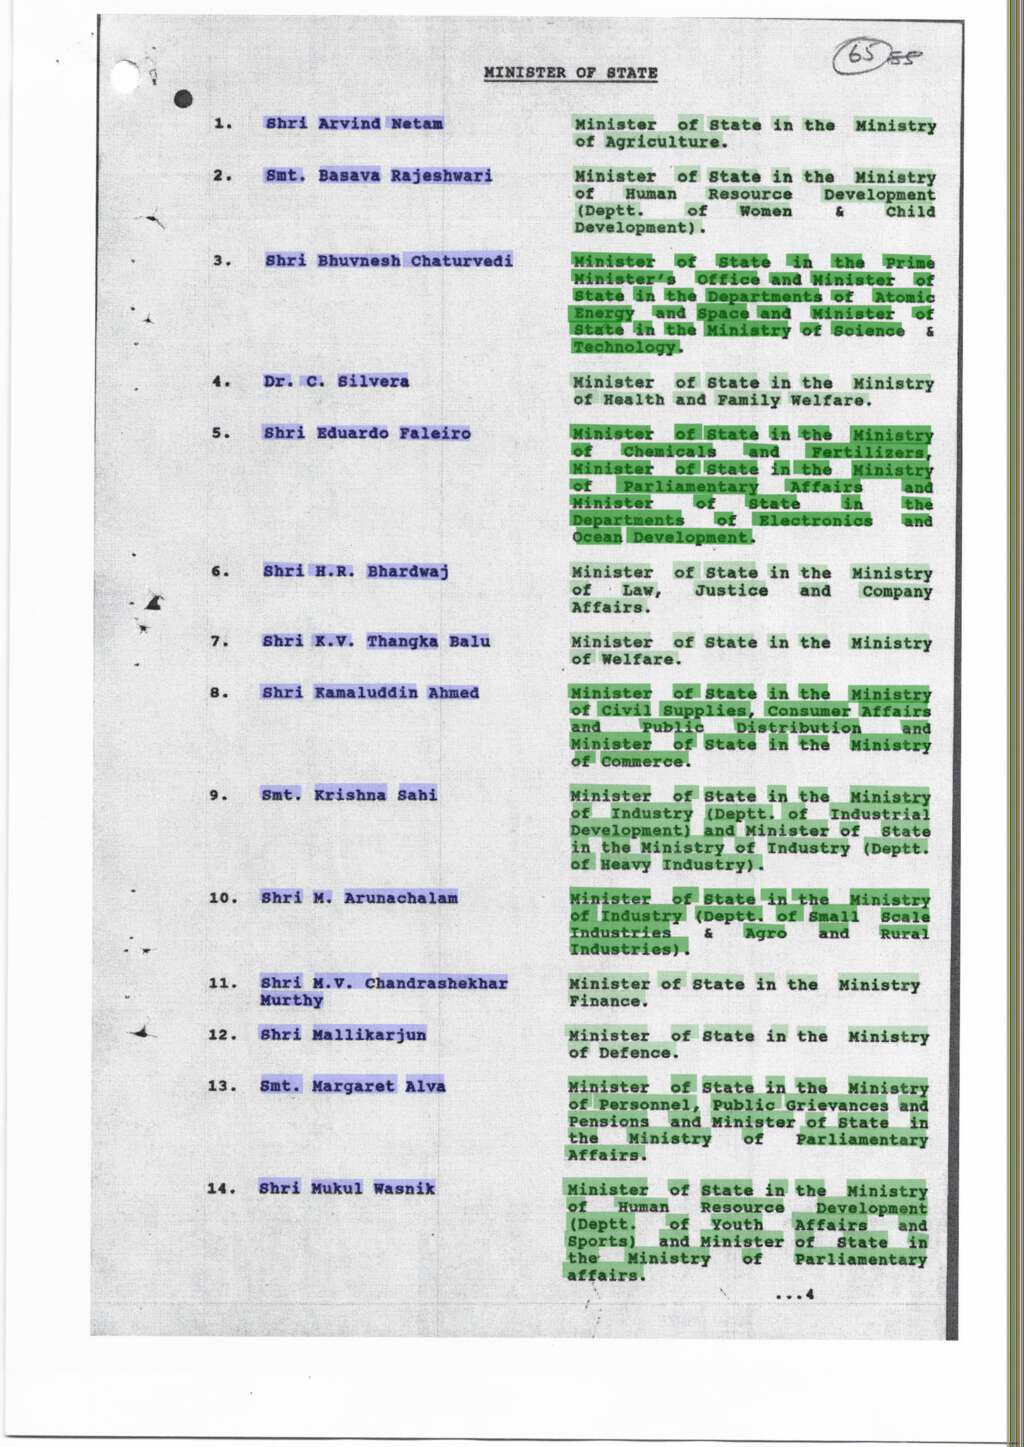 65 55
MINISTER OF STATE
1. Shri Arvind Netam Minister of State in the Ministry
of Agriculture.
2. Smt. Basava Rajeshwari Minister of State in the Ministry
of Human Resource Development
(Deptt. of Women & Child
Development).
3. Shri Bhuvnesh Chaturvedi Minister of State in the Prime
Minister's Office and Minister of
State in the Departments of Atomic
Energy and Space and Minister of
State in the Ministry of Science &
Technology.
4. Dr. C. Silvera Minister of State in the Ministry
of Health and Family Welfare.
5. Shri Eduardo Faleiro Minister of State in the Ministry
of Chemicals and Fertilizers,
Minister of State in the Ministry
of Parliamentary Affairs and
Minister of State in the
Departments of Electronics and
Ocean Development.
6. Shri H.R. Bhardwaj Minister of State in the Ministry
of Law, Justice and Company
Affairs.
7. Shri K.V. Thangka Balu Minister of State in the Ministry
of Welfare.
8. Shri Kamaluddin Ahmed Minister of State in the Ministry
of Civil Supplies, Consumer Affairs
and Public Distribution and
Minister of State in the Ministry
of Commerce.
9. Smt. Krishna Sahi Minister of State in the Ministry
of Industry (Deptt. of Industrial
Development) and Minister of State
in the Ministry of Industry (Deptt.
of Heavy Industry).
10. Shri M. Arunachalam Minister of State in the Ministry
of Industry (Deptt. of Small Scale
Industries & Agro and Rural
Industries).
11. Shri M.V. Chandrashekhar Minister of State in the Ministry
Murthy Finance.
12. Shri Mallikarjun Minister of State in the Ministry
of Defence.
13. Smt. Margaret Alva Minister of State in the Ministry
of Personnel, Public Grievances and
Pensions and Minister of State in
the Ministry of Parliamentary
Affairs.
14. Shri Mukul Wasnik Minister of State in the Ministry
of Human Resource Development
(Deptt. of Youth Affairs and
Sports) and Minister of State in
the Ministry of Parliamentary
affairs.
...4